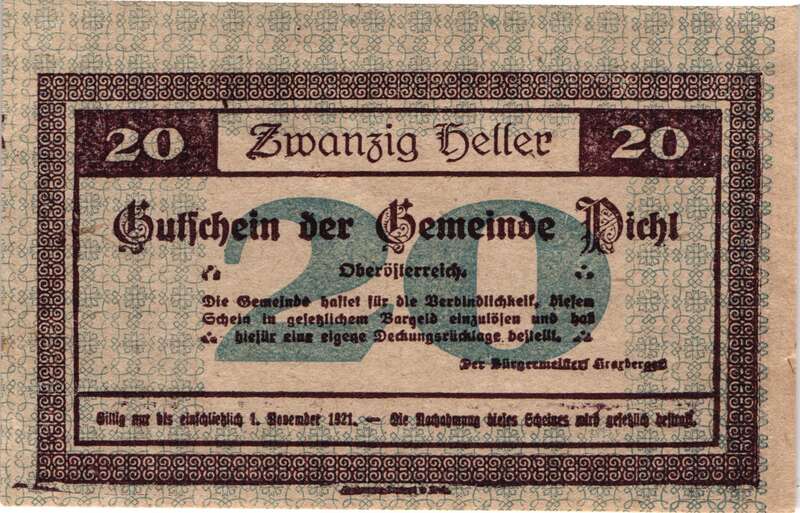 20 Zwanzig Heller 20
Gutschein der Gemeinde Pichl
20
Oberösterreich.
Die Gemeinde haftet für die Verbindlichkeit, diesen
Schein in gesetzlichem Bargeld einzulösen und hat
hiefür eine eigene Deckungsrücklage bestellt.
Der Bürgermeister:
Giltig nur bis einschließlich 1. November 1921. — Die Nachahmung dieses Scheines wird gesetzlich bestraft.